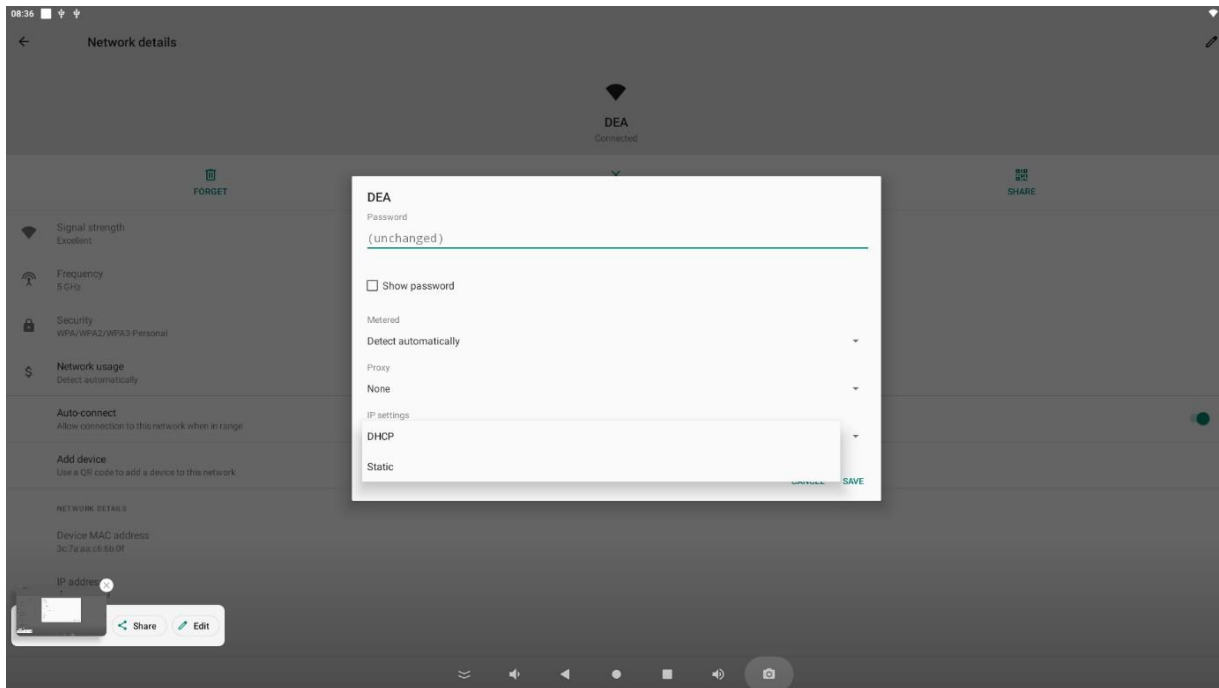 08:36
Network details
DEA
Connected
FORGET
SHARE
Signal strength
Excellent
Frequency
5 GHz
Security
WPA/WPA2/WPA3-Personal
Network usage
Detect automatically
Auto-connect
Allow connection to this network when in range
Add device
Use a QR code to add a device to this network
NETWORK DETAILS
Device MAC address
3c:7a:aa:c6:6b:0f
IP addres
DEA
Password
(unchanged)
Show password
Metered
Detect automatically
Proxy
None
IP settings
DHCP
Static
CANCEL SAVE
Share Edit